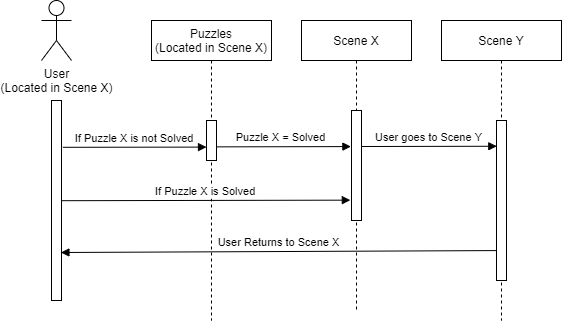 Puzzles
(Located in Scene X)
Scene X
Scene Y
User
(Located in Scene X)
If Puzzle X is not Solved
Puzzle X = Solved
User goes to Scene Y
If Puzzle X is Solved
User Returns to Scene X